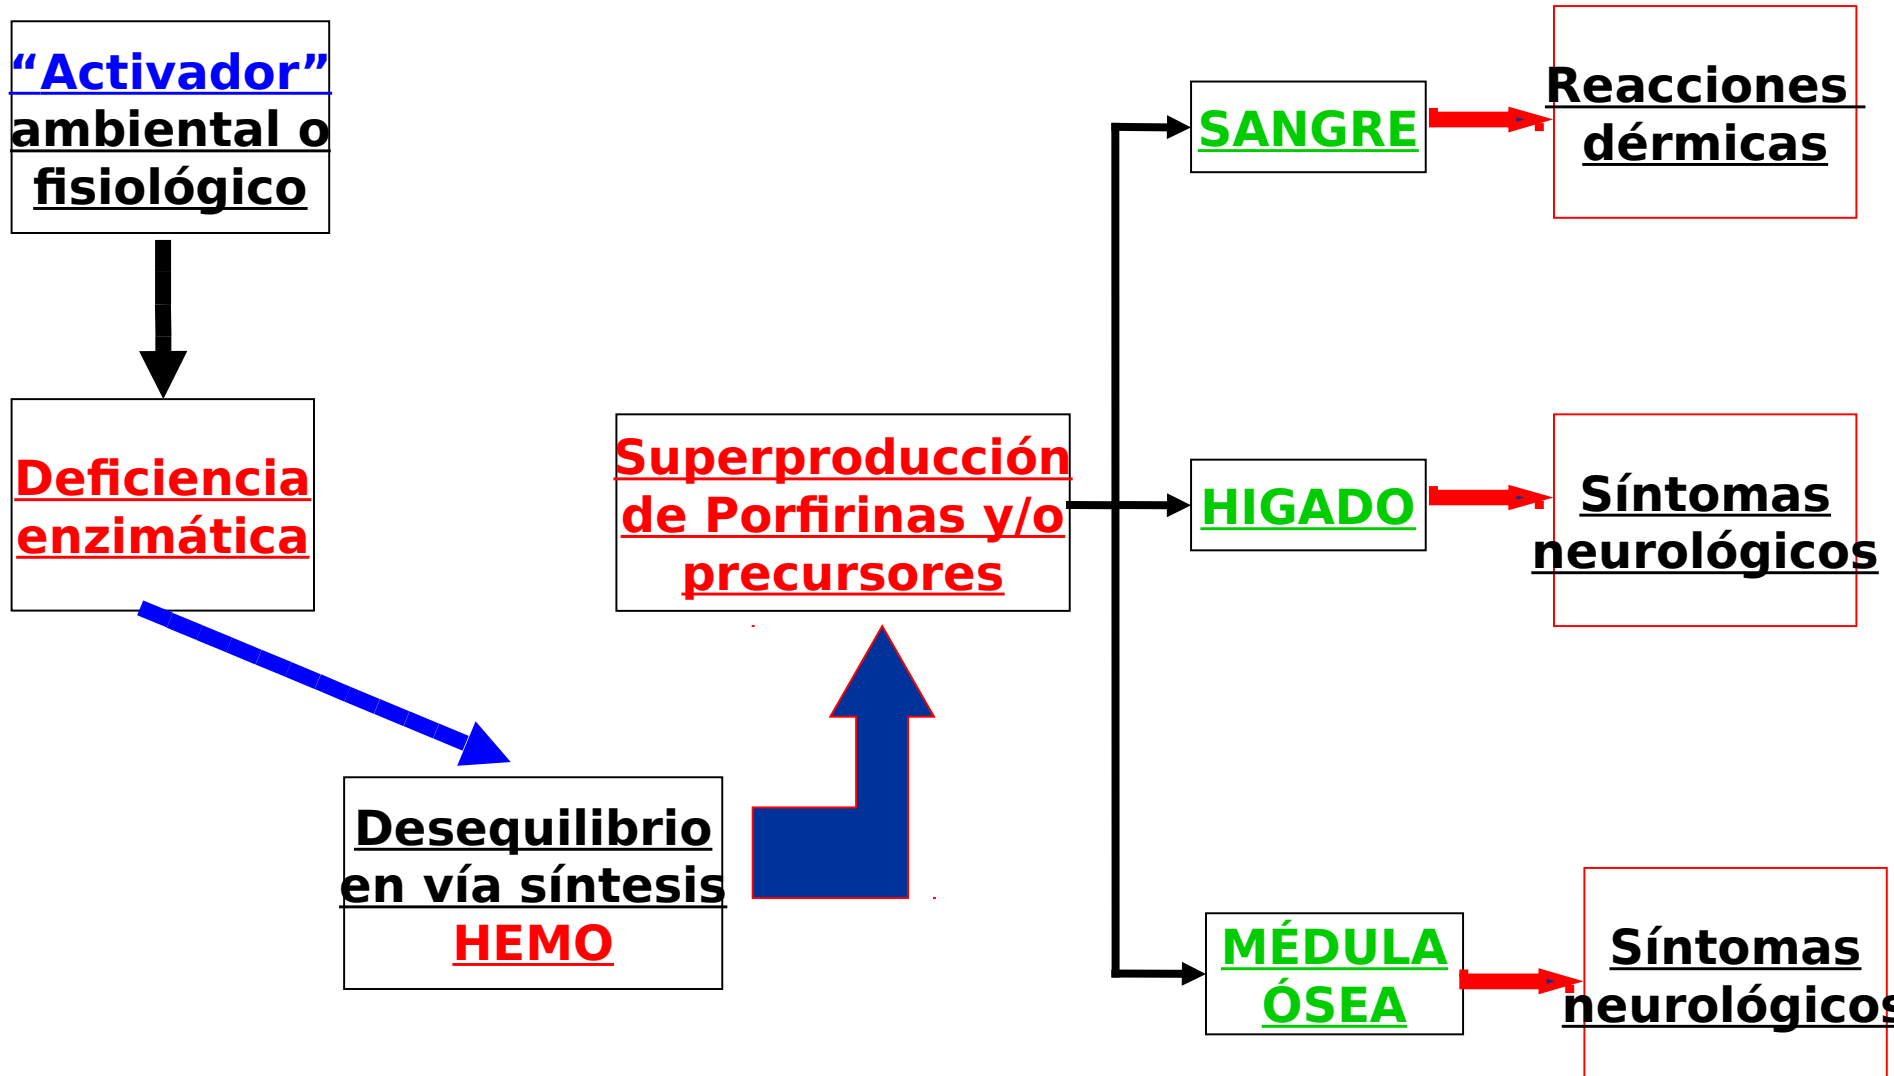 “Activador”
ambiental o
fisiológico
Deficiencia
enzimática
Desequilibrio
en vía síntesis
HEMO
Superproducción
de Porfirinas y/o
precursores
SANGRE
Reacciones
dérmicas
HIGADO
Síntomas
neurológicos
MÉDULA
ÓSEA
Síntomas
neurológicos